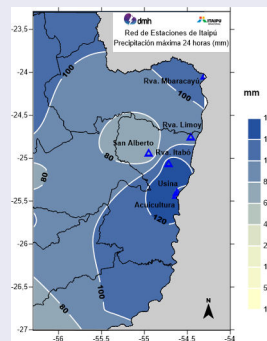 dmh
ITAIPU
Red de Estaciones de Itaipú
Precipitación máxima 24 horas (mm)
-23.5
-24
-24.5
-25
-25.5
-26
-26.5
-27
-56
-55.5
-55
-54.5
-54
100
Rva. Mbaracayú
100
Rva. Limoy
San Alberto
80
Rva. Itabó
80
Usina
Acuicultura
120
100
80
N
mm